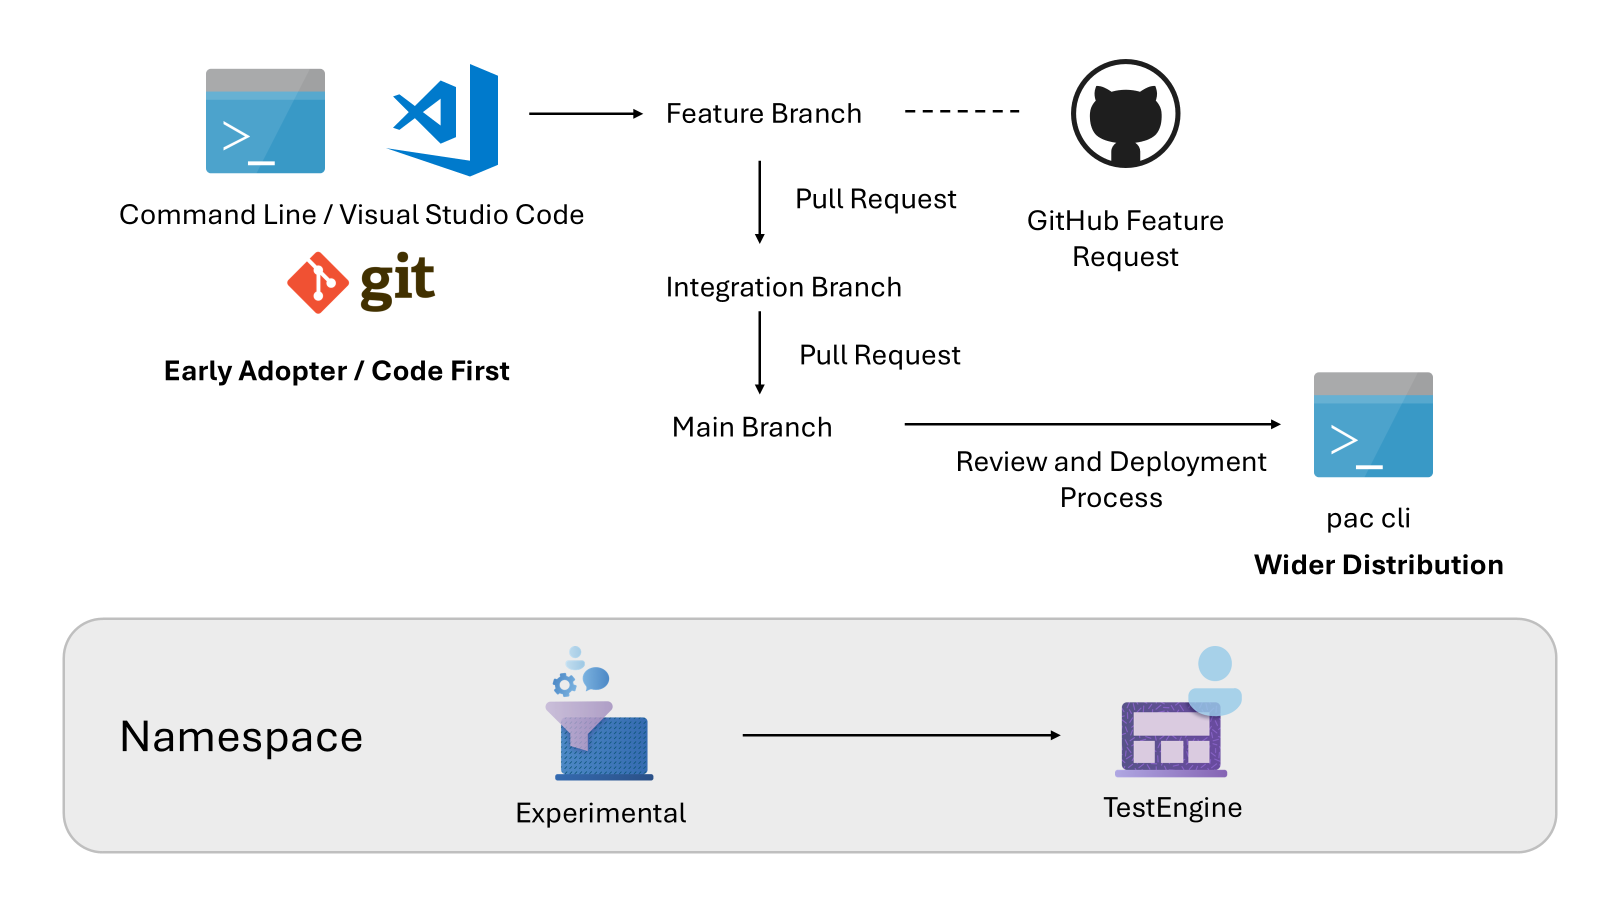 Command Line / Visual Studio Code
git
Early Adopter / Code First
Feature Branch
Pull Request
Integration Branch
Pull Request
Main Branch
GitHub Feature
Request
Review and Deployment
Process
>_
>_
pac cli
Wider Distribution
Namespace
Experimental
TestEngine